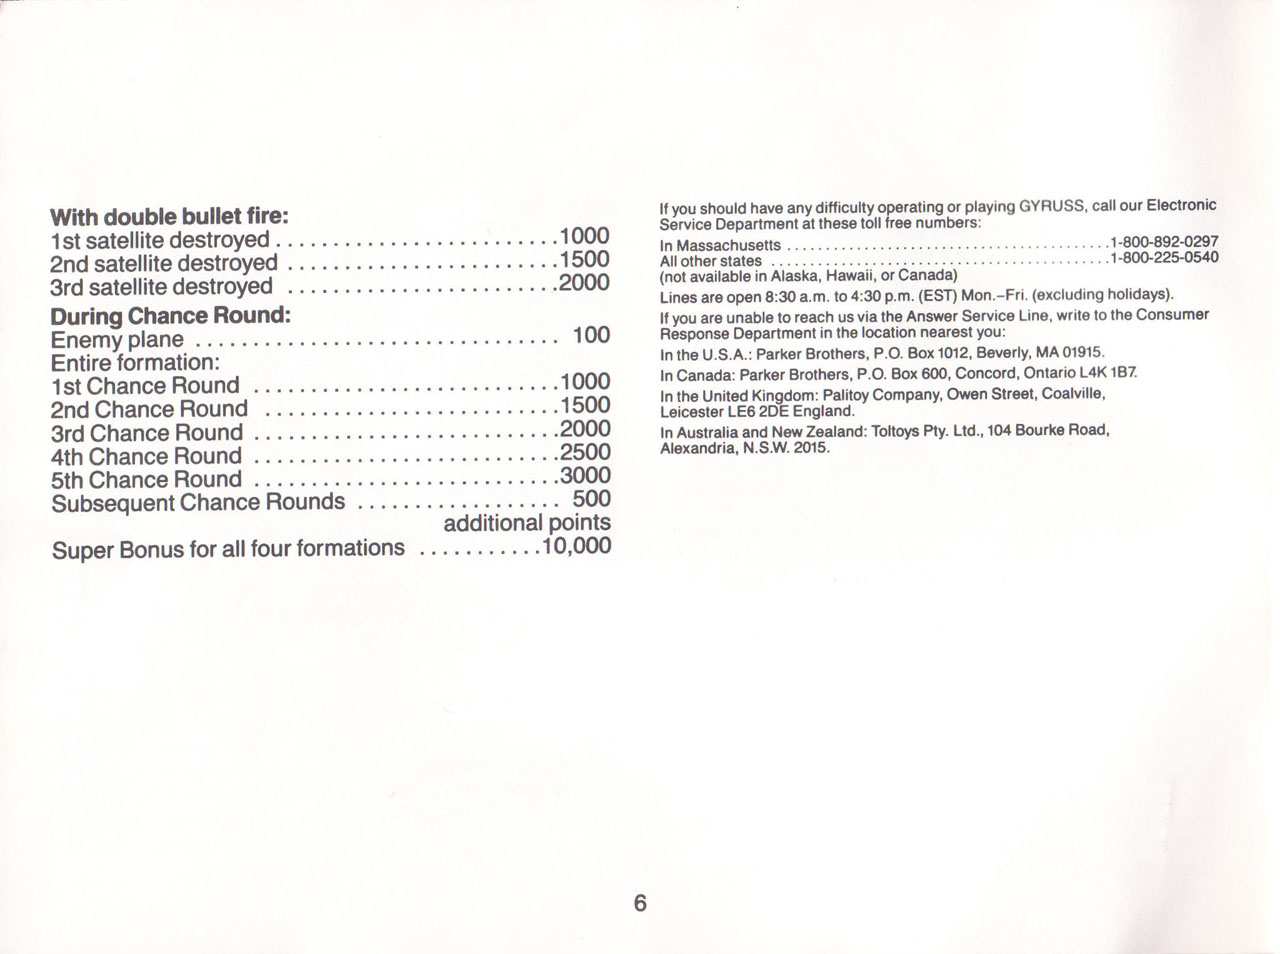 With double bullet fire:
1st satellite destroyed . . . . . . . . . . . . . . . . . . . . . . . . . 1000
2nd satellite destroyed . . . . . . . . . . . . . . . . . . . . . . . . 1500
3rd satellite destroyed . . . . . . . . . . . . . . . . . . . . . . . . 2000
During Chance Round:
Enemy plane . . . . . . . . . . . . . . . . . . . . . . . . . . . . . . . . 100
Entire formation:
1st Chance Round . . . . . . . . . . . . . . . . . . . . . . . . . . . 1000
2nd Chance Round . . . . . . . . . . . . . . . . . . . . . . . . . . 1500
3rd Chance Round . . . . . . . . . . . . . . . . . . . . . . . . . . . 2000
4th Chance Round . . . . . . . . . . . . . . . . . . . . . . . . . . . 2500
5th Chance Round . . . . . . . . . . . . . . . . . . . . . . . . . . . 3000
Subsequent Chance Rounds . . . . . . . . . . . . . . . . . . 500
additional points
Super Bonus for all four formations . . . . . . . . . . . 10,000
If you should have any difficulty operating or playing GYRUSS, call our Electronic
Service Department at these toll free numbers:
In Massachusetts . . . . . . . . . . . . . . . . . . . . . . . . . . . . . . . . . . . . . . . . . 1-800-892-0297
All other states . . . . . . . . . . . . . . . . . . . . . . . . . . . . . . . . . . . . . . . . . . . 1-800-225-0540
(not available in Alaska, Hawaii, or Canada)
Lines are open 8:30 a.m. to 4:30 p.m. (EST) Mon.–Fri. (excluding holidays).
If you are unable to reach us via the Answer Service Line, write to the Consumer
Response Department in the location nearest you:
In the U.S.A.: Parker Brothers, P.O. Box 1012, Beverly, MA 01915.
In Canada: Parker Brothers, P.O. Box 600, Concord, Ontario L4K 1B7.
In the United Kingdom: Palitoy Company, Owen Street, Coalville,
Leicester LE6 2DE England.
In Australia and New Zealand: Toltoys Pty. Ltd., 104 Bourke Road,
Alexandria, N.S.W. 2015.
6